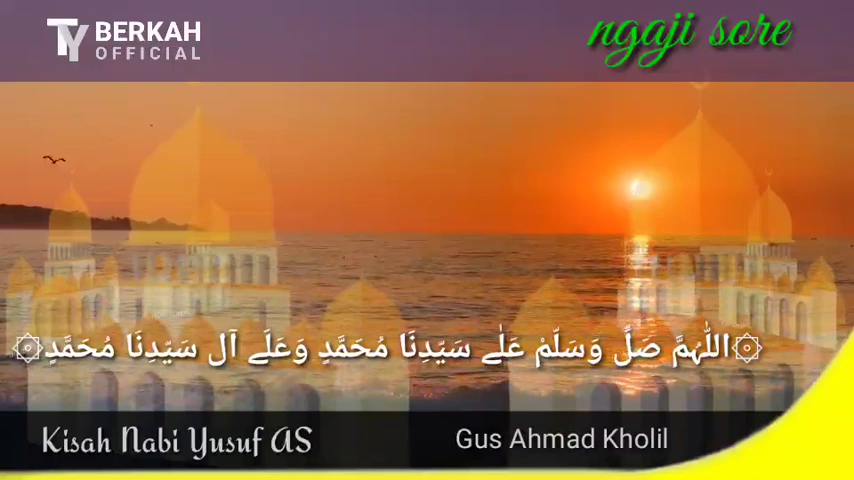 TY BERKAH
OFFICIAL
ngaji sore
۞اللّٰهُمَّ صَلِّ وَسَلِّمْ عَلٰے سَيِّدِنَا مُحَمَّدٍ وَعَلَے آلِ سَيِّدِنَا مُحَمَّدٍ۞
Kisah Nabi Yusuf AS
Gus Ahmad Kholil